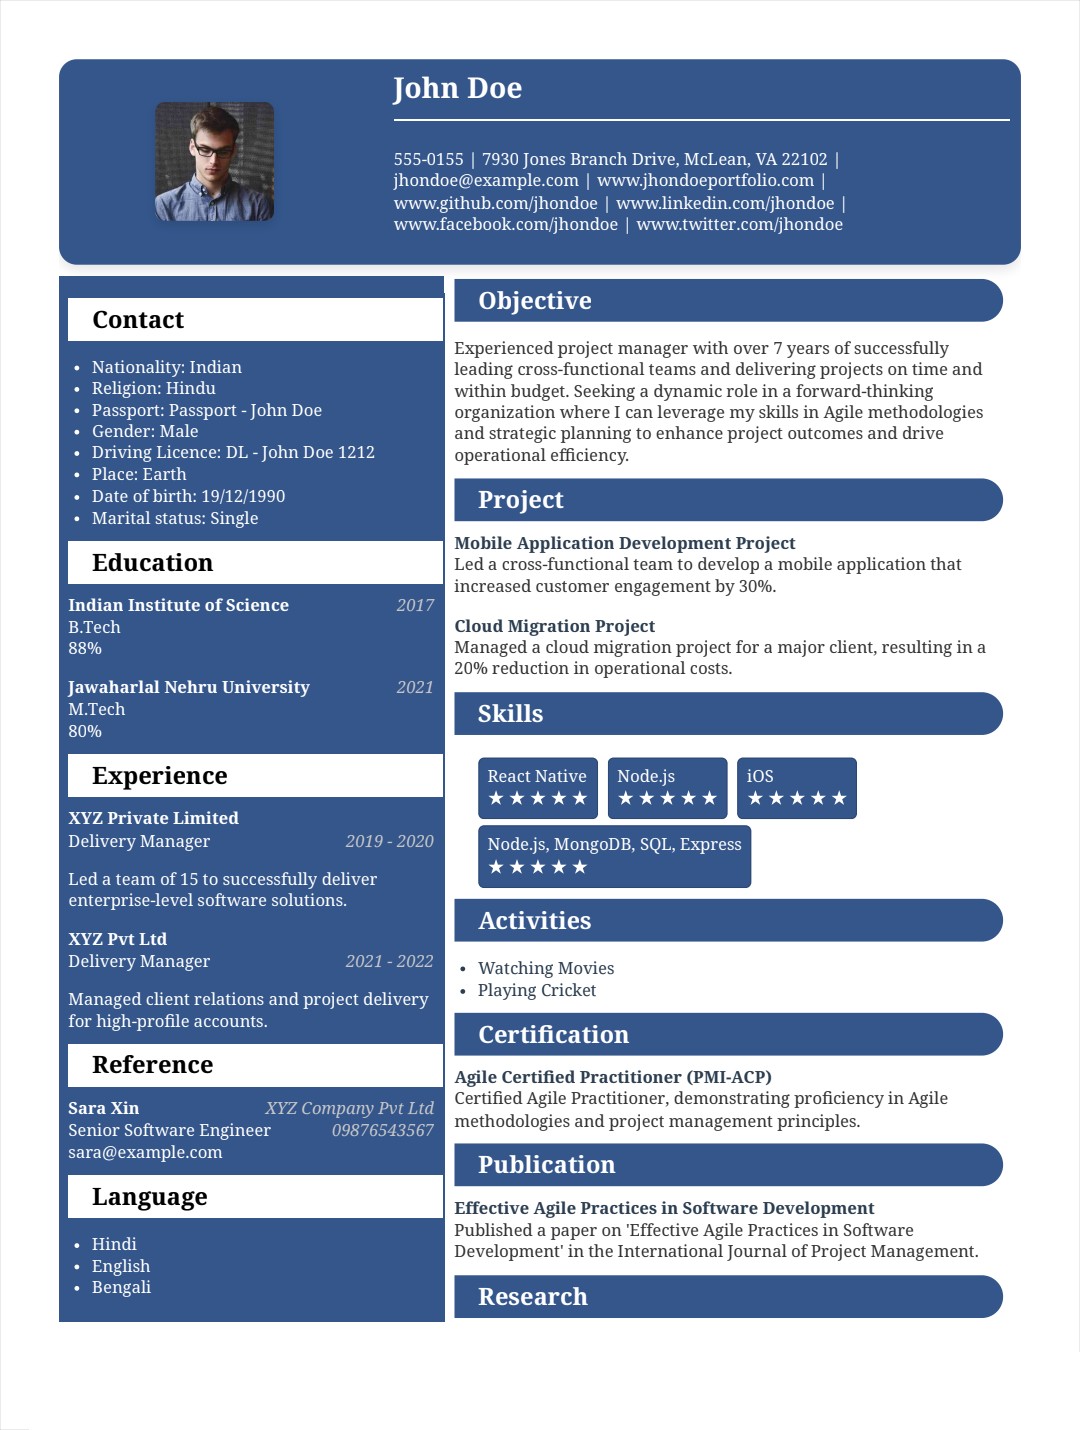 John Doe
555-0155 | 7930 Jones Branch Drive, McLean, VA 22102 |
jhondoe@example.com | www.jhondoeportfolio.com |
www.github.com/jhondoe | www.linkedin.com/jhondoe |
www.facebook.com/jhondoe | www.twitter.com/jhondoe
Contact
• Nationality: Indian
• Religion: Hindu
• Passport: Passport - John Doe
• Gender: Male
• Driving Licence: DL - John Doe 1212
• Place: Earth
• Date of birth: 19/12/1990
• Marital status: Single
Education
Indian Institute of Science 2017
B.Tech
88%
Jawaharlal Nehru University 2021
M.Tech
80%
Experience
XYZ Private Limited
Delivery Manager 2019 - 2020
Led a team of 15 to successfully deliver
enterprise-level software solutions.
XYZ Pvt Ltd
Delivery Manager 2021 - 2022
Managed client relations and project delivery
for high-profile accounts.
Reference
Sara Xin XYZ Company Pvt Ltd
Senior Software Engineer 09876543567
sara@example.com
Language
• Hindi
• English
• Bengali
Objective
Experienced project manager with over 7 years of successfully
leading cross-functional teams and delivering projects on time and
within budget. Seeking a dynamic role in a forward-thinking
organization where I can leverage my skills in Agile methodologies
and strategic planning to enhance project outcomes and drive
operational efficiency.
Project
Mobile Application Development Project
Led a cross-functional team to develop a mobile application that
increased customer engagement by 30%.
Cloud Migration Project
Managed a cloud migration project for a major client, resulting in a
20% reduction in operational costs.
Skills
React Native Node.js iOS
★★★★★ ★★★★★ ★★★★★
Node.js, MongoDB, SQL, Express
★★★★★
Activities
• Watching Movies
• Playing Cricket
Certification
Agile Certified Practitioner (PMI-ACP)
Certified Agile Practitioner, demonstrating proficiency in Agile
methodologies and project management principles.
Publication
Effective Agile Practices in Software Development
Published a paper on 'Effective Agile Practices in Software
Development' in the International Journal of Project Management.
Research